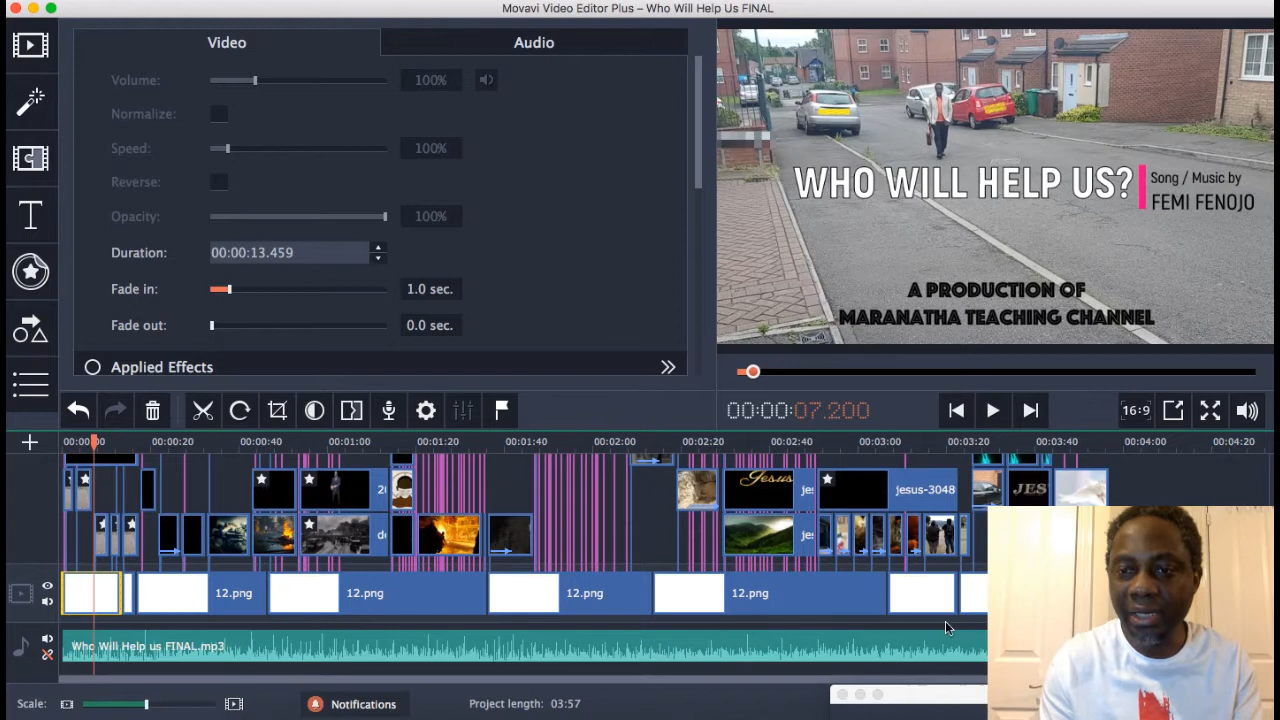 Movavi Video Editor Plus – Who Will Help Us FINAL
Video
Audio
Volume:
100%
Normalize:
Speed:
100%
Reverse:
Opacity:
100%
Duration:
00:00:13.459
Fade in:
1.0 sec.
Fade out:
0.0 sec.
Applied Effects
WHO WILL HELP US?
Song / Music by
FEMI FENOJO
A PRODUCTION OF
MARANATHA TEACHING CHANNEL
00:00:07.200
16:9
00:00:20
00:00:40
00:01:00
00:01:20
00:01:40
00:02:00
00:02:20
00:02:40
00:03:00
00:03:20
00:03:40
00:04:00
00:04:20
Jesus
jesus-3048
JES
12.png
12.png
12.png
12.png
Who Will Help us FINAL.mp3
Scale:
Notifications
Project length: 03:57